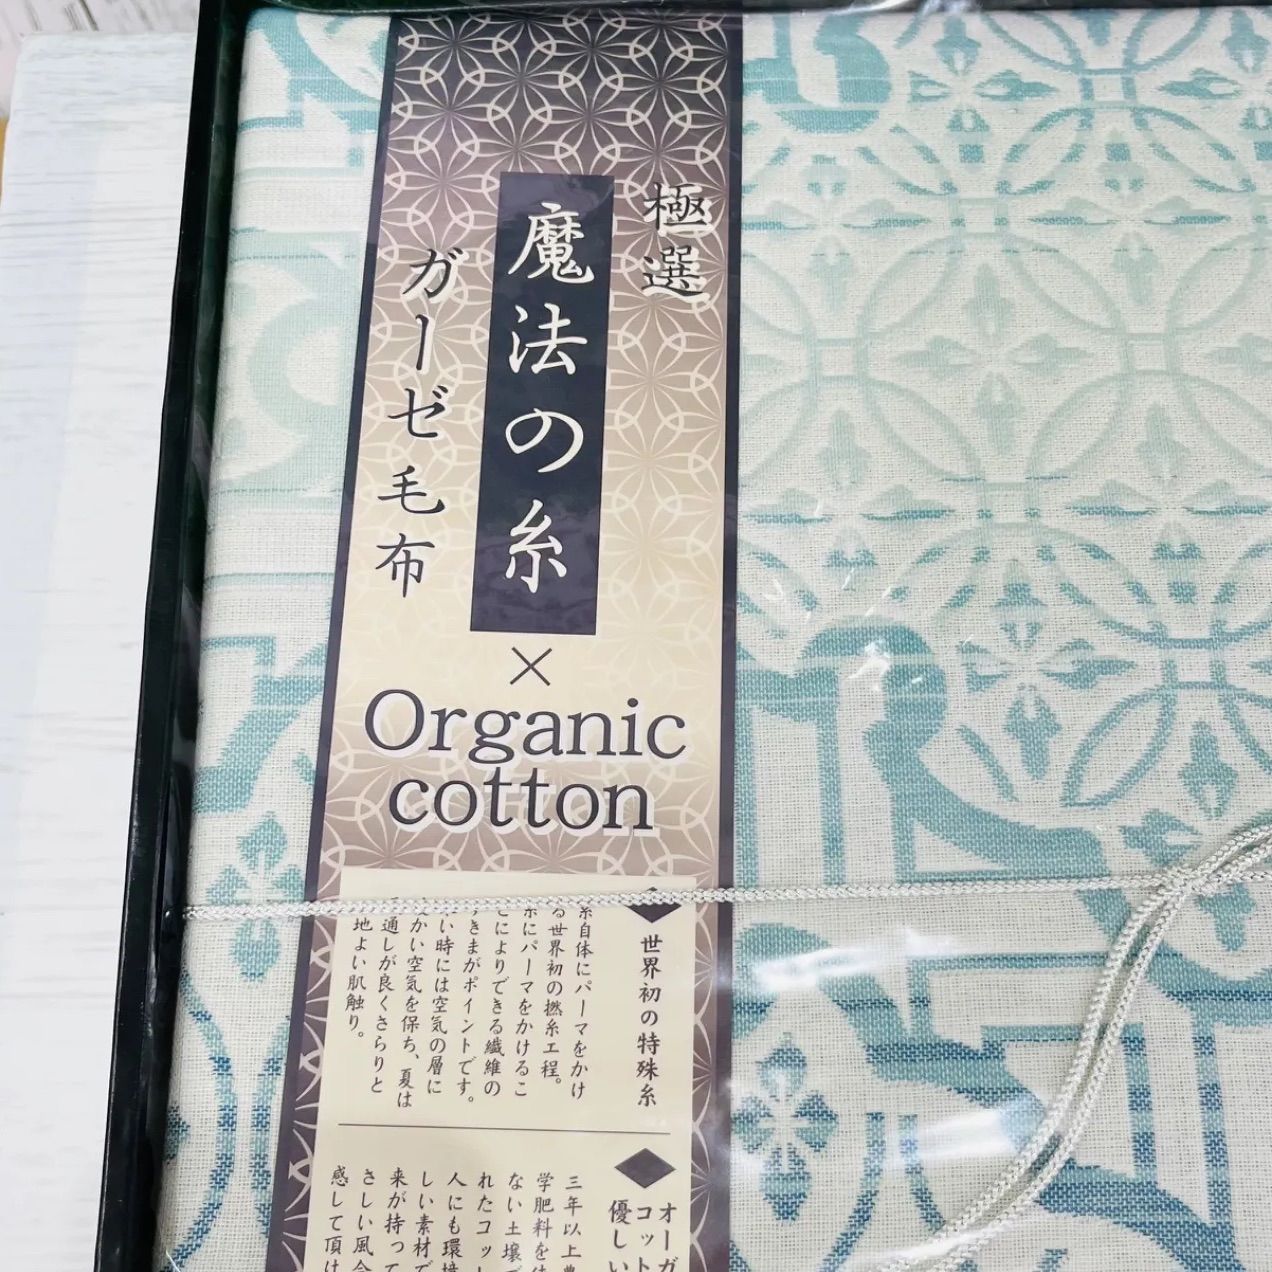 極選
魔法の糸
ガーゼ毛布
×
Organic
cotton
世界初の特殊糸
糸自体にパーマをかけ
る世界初の撚糸工程。
糸にパーマをかけるこ
とによりできる繊維の
すきまがポイントです。
い時には空気の層に
かい空気を保ち、夏は
通しが良くさらりと
地よい肌触り。
オーガ
コット
優しい
三年以上農
学肥料を使
ない土壌で
れたコッ
人にも環境
しい素材で
来が持って
さしい風合
感して頂け